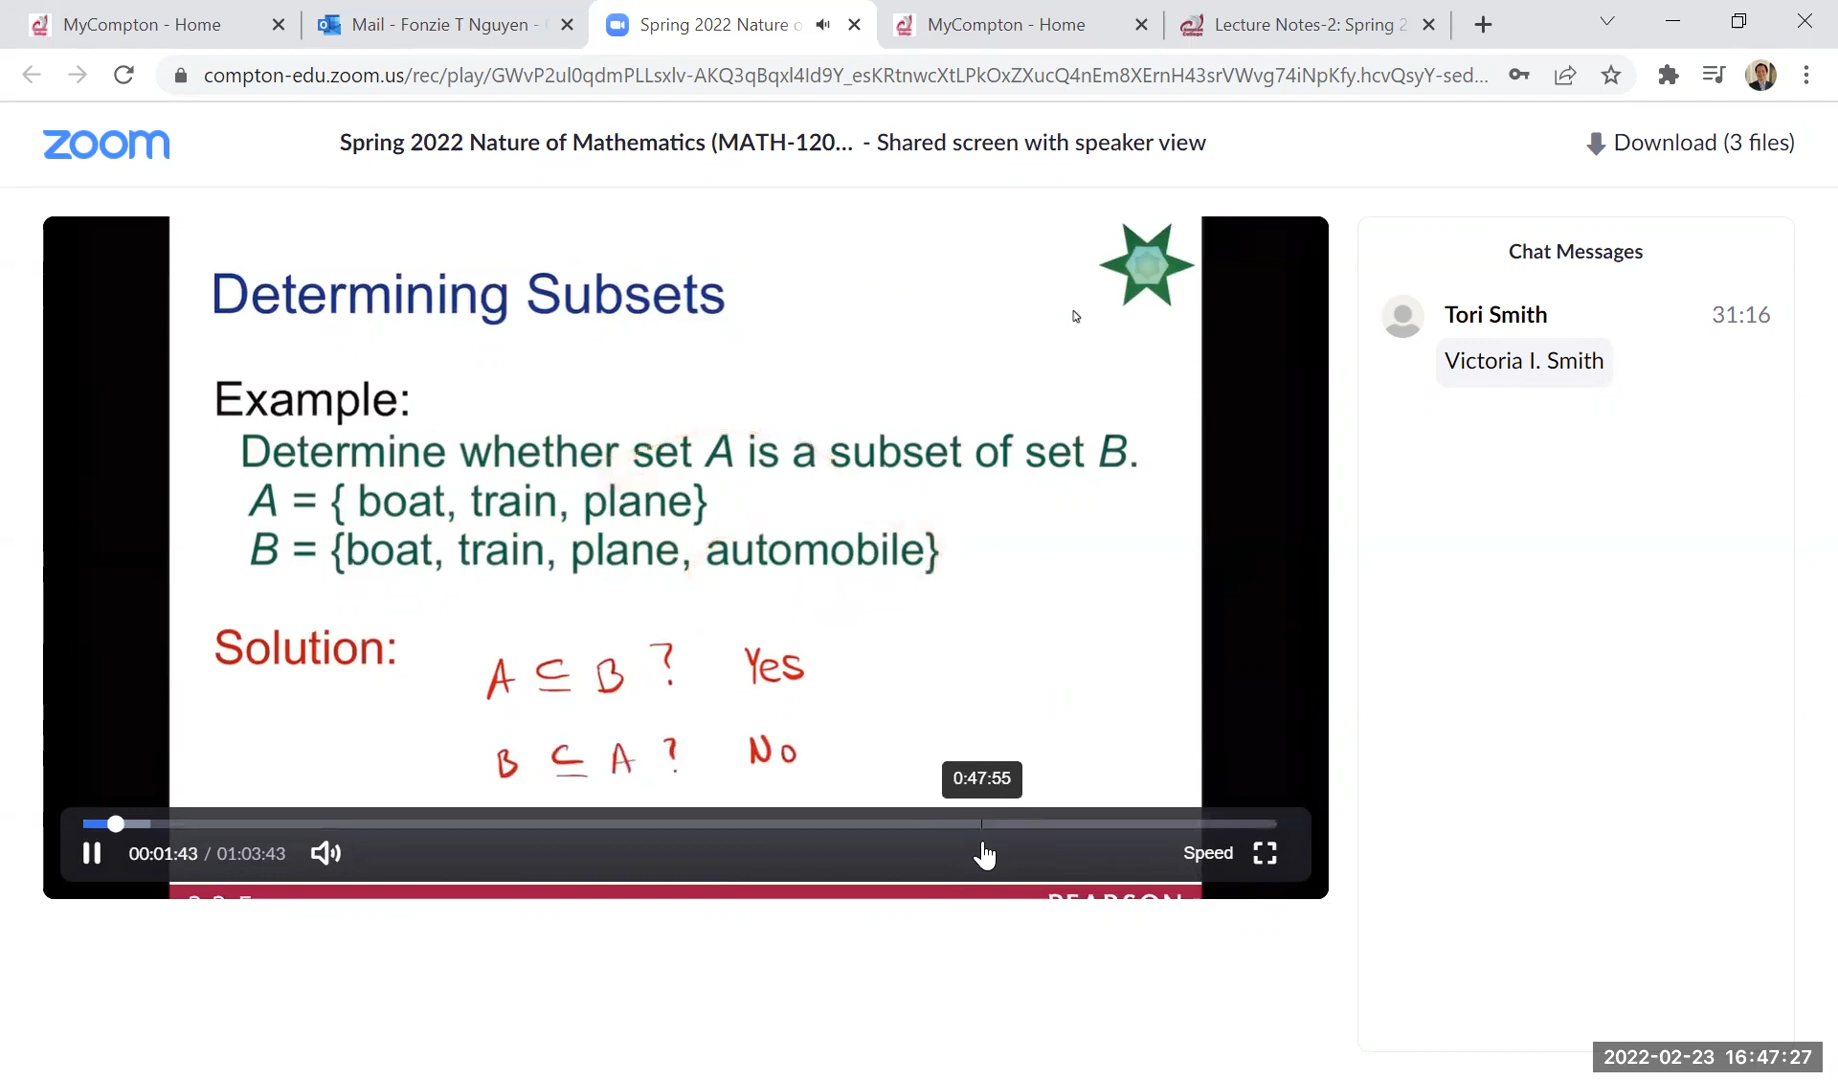 MyCompton - Home
Mail - Fonzie T Nguyen -
Spring 2022 Nature o
MyCompton - Home
Lecture Notes-2: Spring 2
compton-edu.zoom.us/rec/play/GWvP2ul0qdmPLLsxlv-AKQ3qBqxl4Id9Y_esKRtnwcXtLPkOxZXucQ4nEm8XErnH43srVWvg74iNpKfy.hcvQsyY-sed...
zoom
Spring 2022 Nature of Mathematics (MATH-120... - Shared screen with speaker view
Download (3 files)
Determining Subsets
Example:
Determine whether set A is a subset of set B.
A = { boat, train, plane}
B = {boat, train, plane, automobile}
Solution:
A ⊆ B ? Yes
B ⊆ A ? No
0:47:55
00:01:43 / 01:03:43
Speed
PEARSON
Chat Messages
Tori Smith 31:16
Victoria I. Smith
2022-02-23 16:47:27